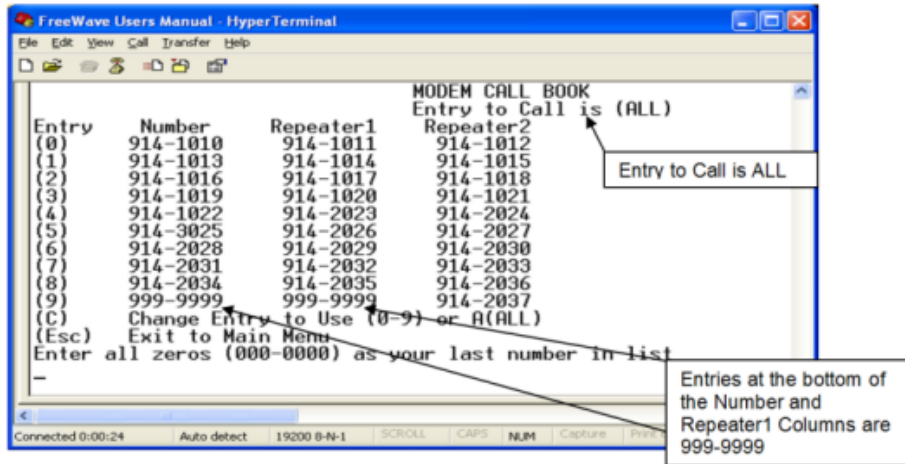 FreeWave Users Manual - HyperTerminal
File Edit View Call Transfer Help
MODEM CALL BOOK
Entry to Call is (ALL)
Entry Number Repeater1 Repeater2
(0) 914-1010 914-1011 914-1012
(1) 914-1013 914-1014 914-1015
(2) 914-1016 914-1017 914-1018
(3) 914-1019 914-1020 914-1021
(4) 914-1022 914-2023 914-2024
(5) 914-3025 914-2026 914-2027
(6) 914-2028 914-2029 914-2030
(7) 914-2031 914-2032 914-2033
(8) 914-2034 914-2035 914-2036
(9) 999-9999 999-9999 914-2037
(C) Change Entry to Use (0-9) or A(ALL)
(Esc) Exit to Main Menu
Enter all zeros (000-0000) as your last number in list
Entry to Call is ALL
Entries at the bottom of
the Number and
Repeater1 Columns are
999-9999
Connected 0:00:24 Auto detect 19200 8-N-1 SCROLL CAPS NUM Capture Print